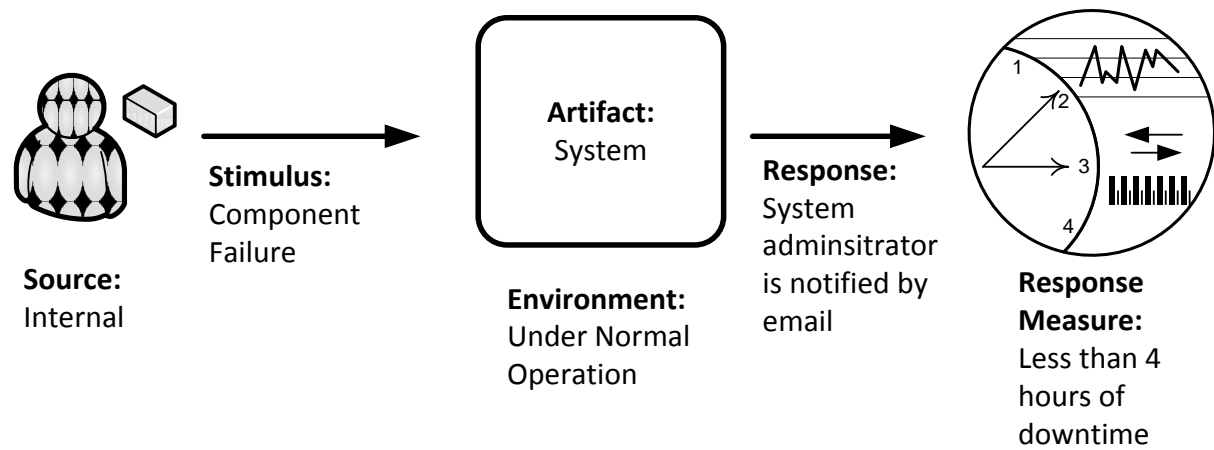 Source:
Internal
Stimulus:
Component
Failure
Artifact:
System
Environment:
Under Normal
Operation
Response:
System
adminsitrator
is notified by
email
1
2
3
4
Response
Measure:
Less than 4
hours of
downtime